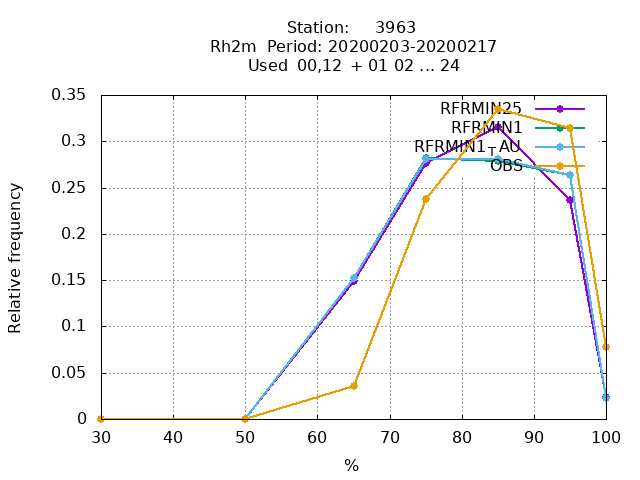 Station:     3963
Rh2m  Period: 20200203-20200217
Used  00,12  + 01 02 ... 24
0.35
0.3
0.25
0.2
0.15
0.1
0.05
0
Relative frequency
RFRMIN25
RFRMIN1
RFRMIN1_TAU
OBS
30 40 50 60 70 80 90 100
%